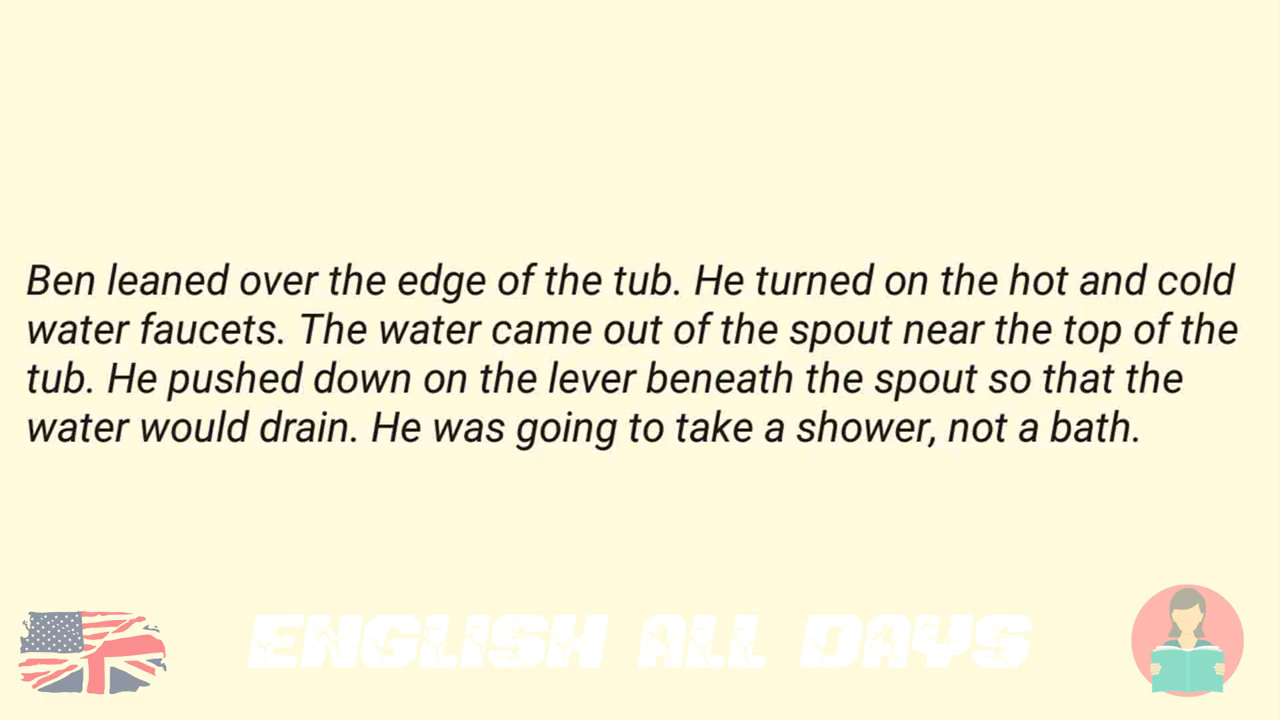 Ben leaned over the edge of the tub. He turned on the hot and cold
water faucets. The water came out of the spout near the top of the
tub. He pushed down on the lever beneath the spout so that the
water would drain. He was going to take a shower, not a bath.
ENGLISH ALL DAYS